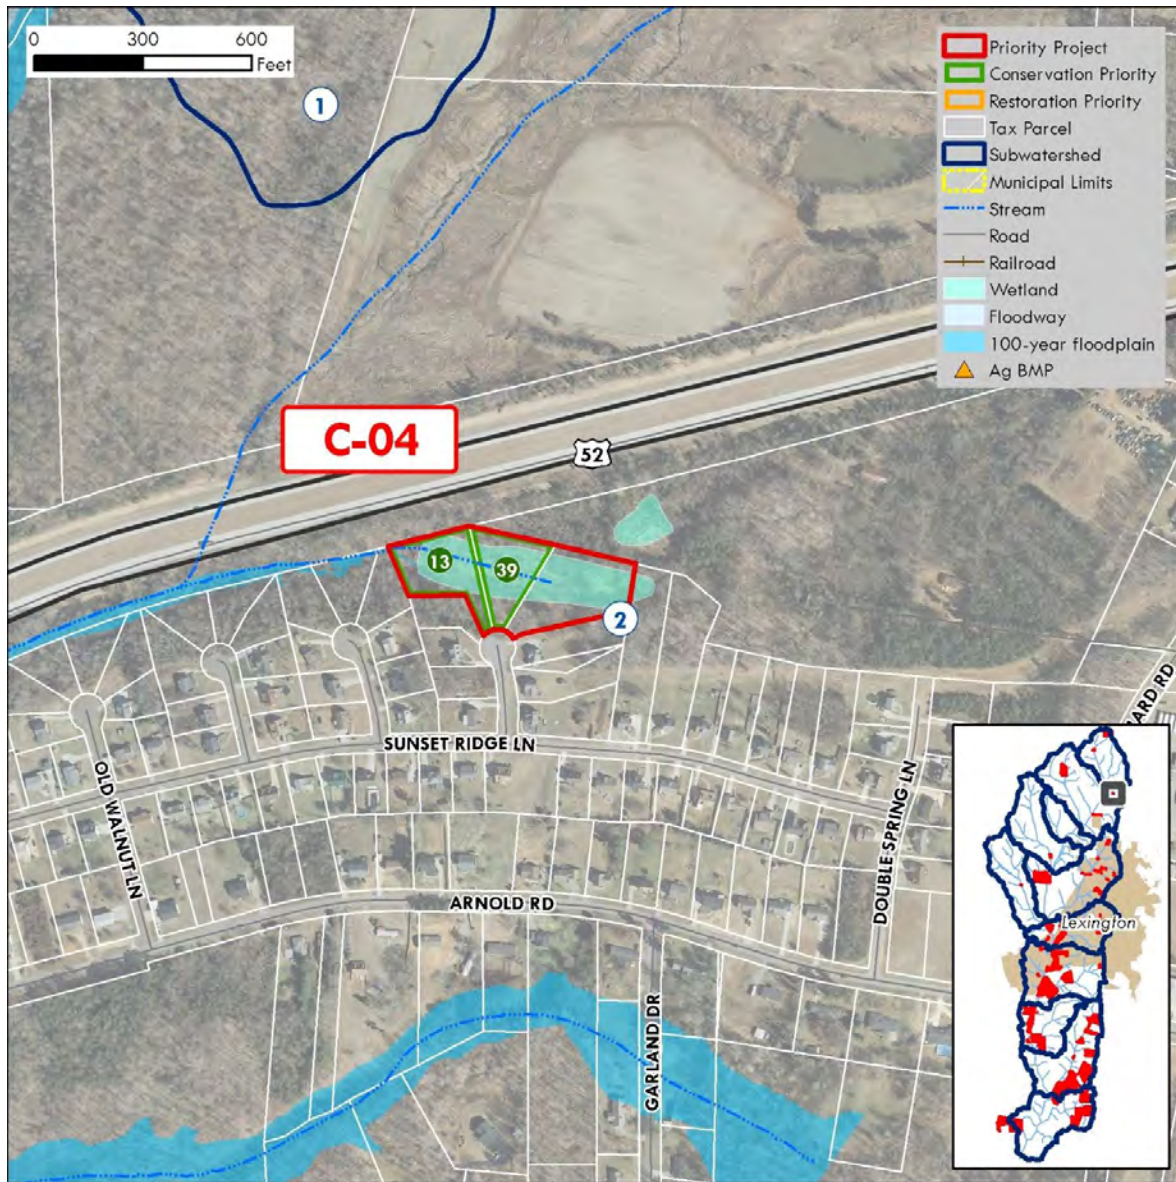 0 300 600
Feet
Priority Project
Conservation Priority
Restoration Priority
Tax Parcel
Subwatershed
Municipal Limits
Stream
Road
Railroad
Wetland
Floodway
100-year floodplain
Ag BMP
1
C-04
52
13
39
2
SUNSET RIDGE LN
OLD WALNUT LN
DOUBLE SPRING LN
ARNOLD RD
GARLAND DR
Lexington